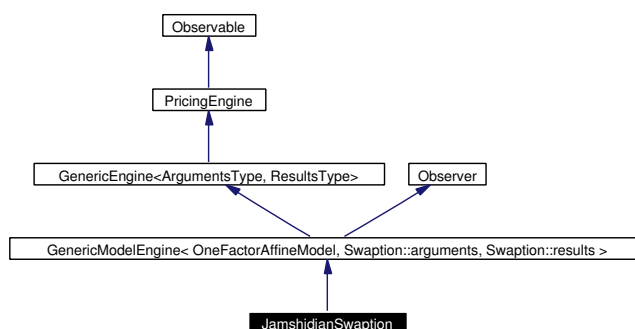 Observable
PricingEngine
GenericEngine<ArgumentsType, ResultsType>
Observer
GenericModelEngine< OneFactorAffineModel, Swaption::arguments, Swaption::results >
JamshidianSwaption